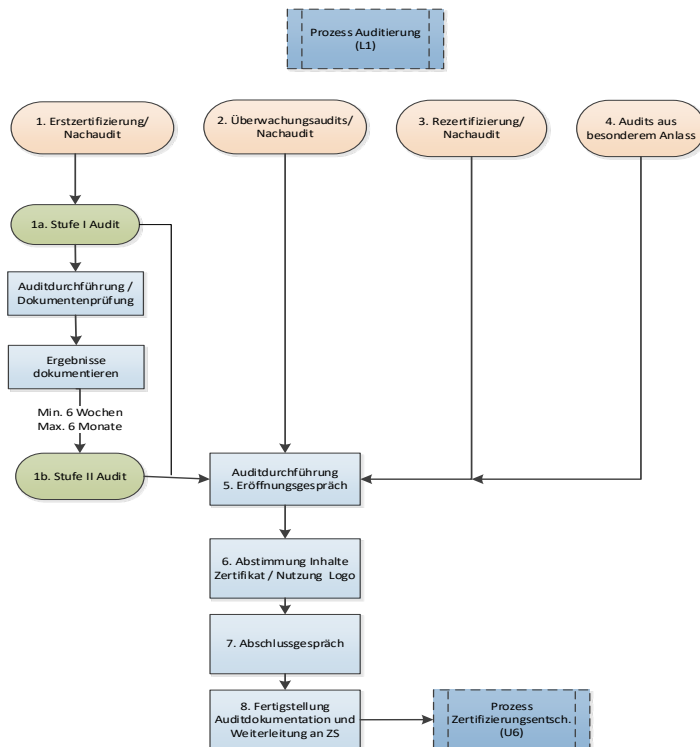 Prozess Auditierung
(L1)
1. Erstzertifizierung/
Nachaudit
2. Überwachungsaudits/
Nachaudit
3. Rezertifizierung/
Nachaudit
4. Audits aus
besonderem Anlass
1a. Stufe I Audit
Auditdurchführung /
Dokumentenprüfung
Ergebnisse
dokumentieren
Min. 6 Wochen
Max. 6 Monate
1b. Stufe II Audit
Auditdurchführung
5. Eröffnungsgespräch
6. Abstimmung Inhalte
Zertifikat / Nutzung Logo
7. Abschlussgespräch
8. Fertigstellung
Auditdokumentation und
Weiterleitung an ZS
Prozess
Zertifizierungsentsch.
(U6)